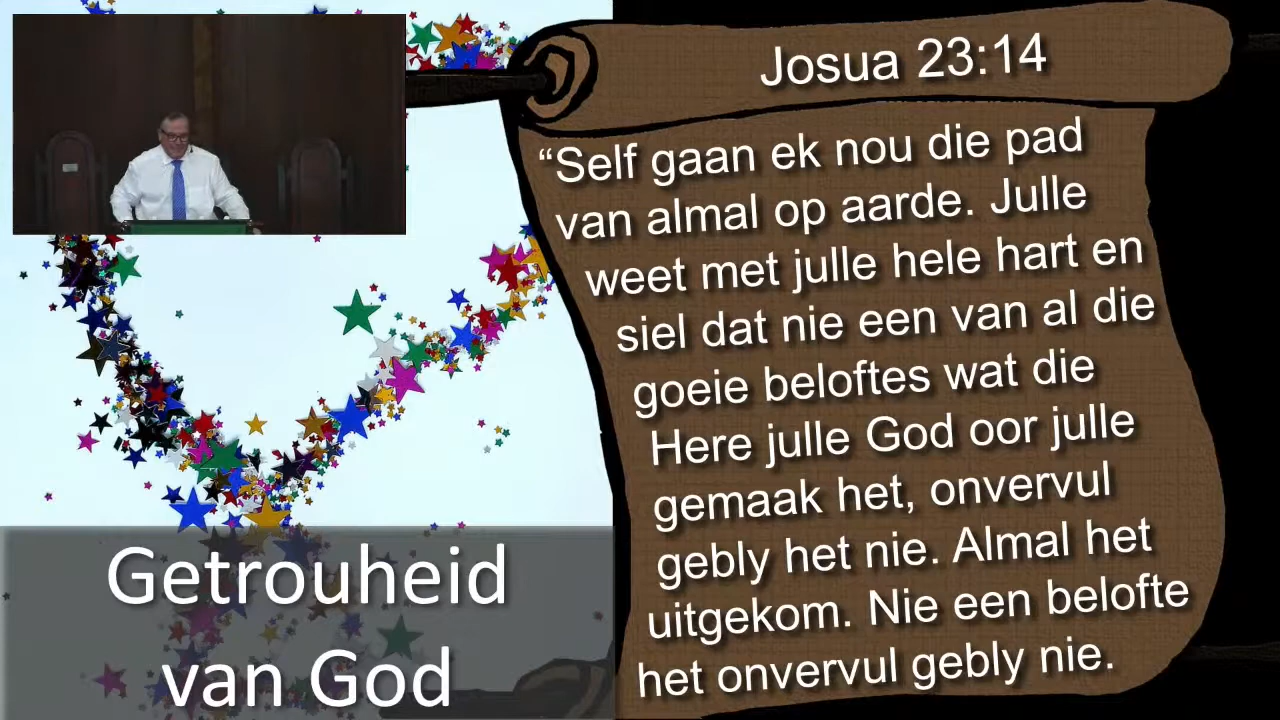 Josua 23:14
“Self gaan ek nou die pad
van almal op aarde. Julle
weet met julle hele hart en
siel dat nie een van al die
goeie beloftes wat die
Here julle God oor julle
gemaak het, onvervul
gebly het nie. Almal het
uitgekom. Nie een belofte
het onvervul gebly nie.
Getrouheid
van God